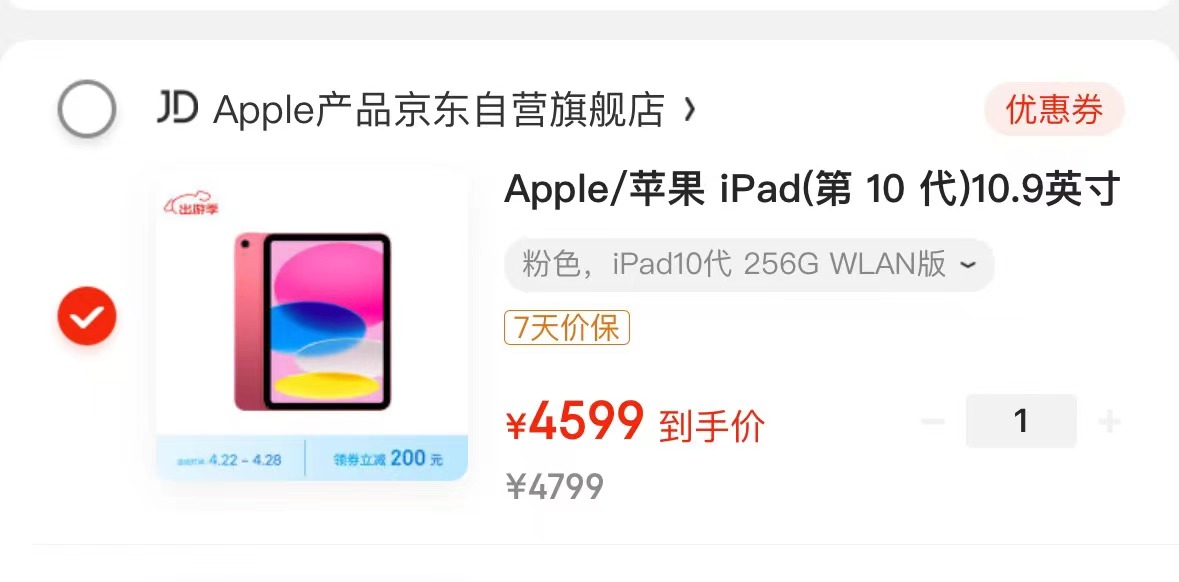 JD Apple产品京东自营旗舰店 ›
优惠券
出游季
Apple/苹果 iPad(第 10 代)10.9英寸
粉色，iPad10代 256G WLAN版
7天价保
¥4599 到手价
1
¥4799
4.22 - 4.28
领券立减 200 元